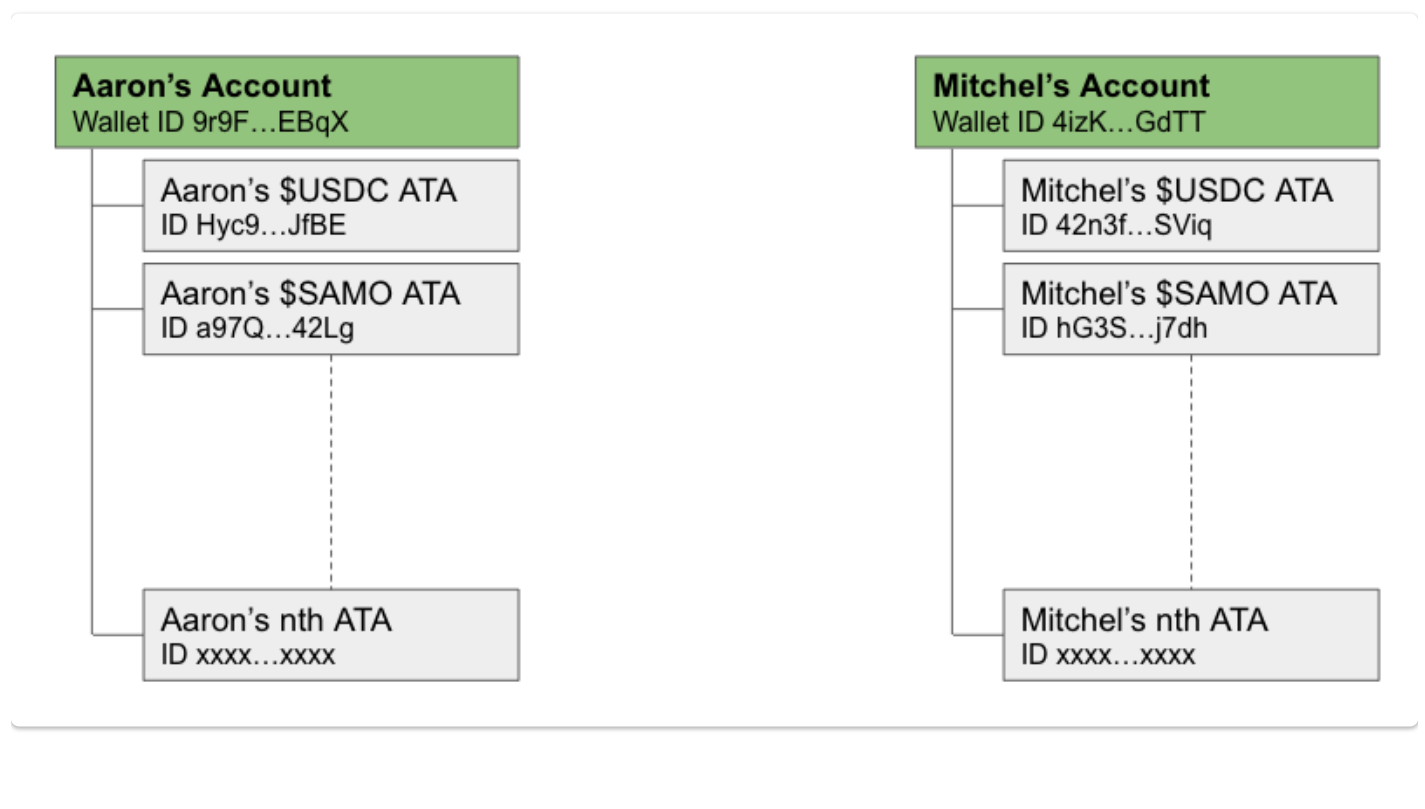 Aaron’s Account
Wallet ID 9r9F…EBqX
Aaron’s $USDC ATA
ID Hyc9…JfBE
Aaron’s $SAMO ATA
ID a97Q…42Lg
Aaron’s nth ATA
ID xxxx…xxxx
Mitchel’s Account
Wallet ID 4izK…GdTT
Mitchel’s $USDC ATA
ID 42n3f…SViq
Mitchel’s $SAMO ATA
ID hG3S…j7dh
Mitchel’s nth ATA
ID xxxx…xxxx